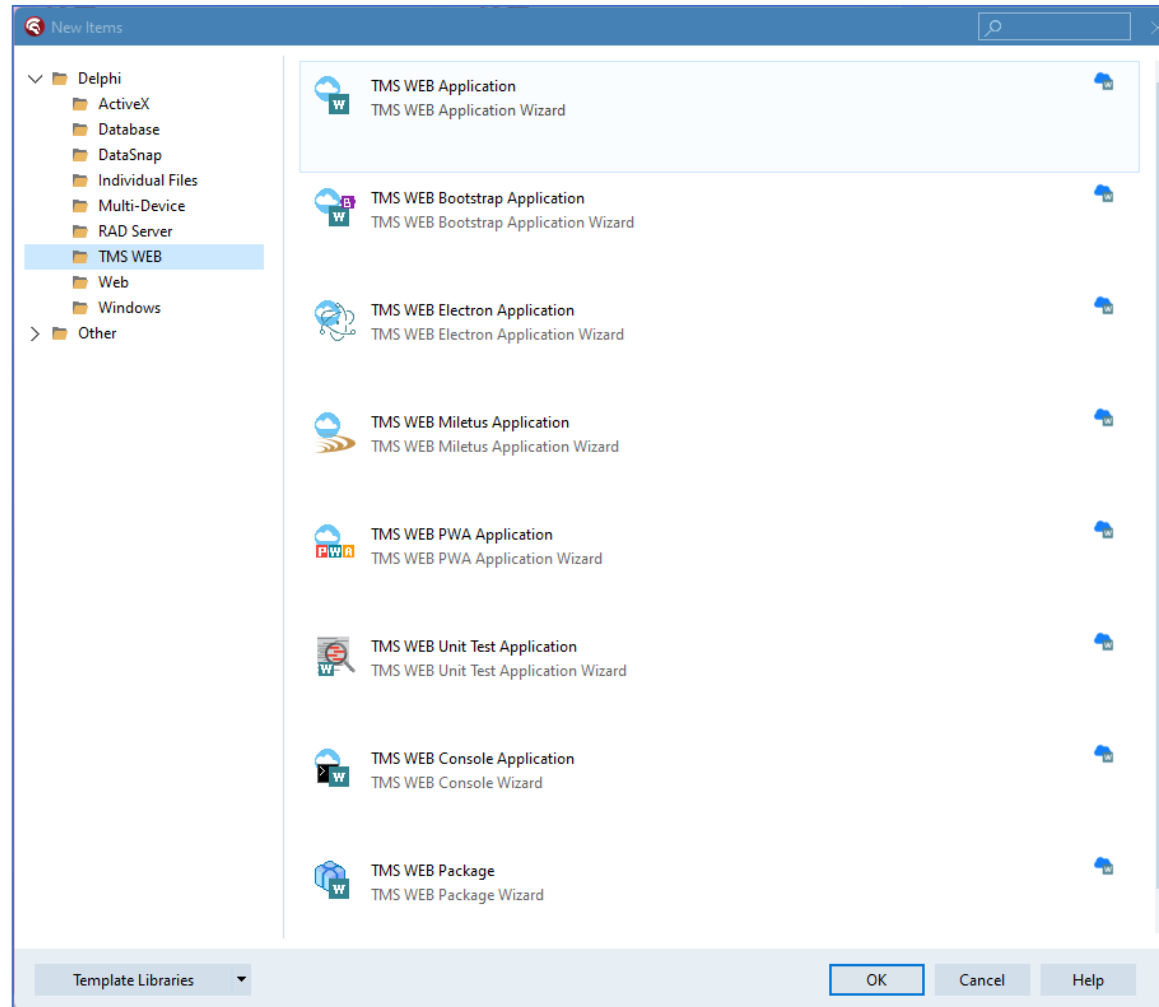 New Items
Delphi
ActiveX
Database
DataSnap
Individual Files
Multi-Device
RAD Server
TMS WEB
Web
Windows
Other
TMS WEB Application
TMS WEB Application Wizard
W
TMS WEB Bootstrap Application
TMS WEB Bootstrap Application Wizard
B
W
TMS WEB Electron Application
TMS WEB Electron Application Wizard
TMS WEB Miletus Application
TMS WEB Miletus Application Wizard
TMS WEB PWA Application
TMS WEB PWA Application Wizard
PWA
TMS WEB Unit Test Application
TMS WEB Unit Test Application Wizard
W
TMS WEB Console Application
TMS WEB Console Wizard
W
TMS WEB Package
TMS WEB Package Wizard
W
Template Libraries
OK
Cancel
Help